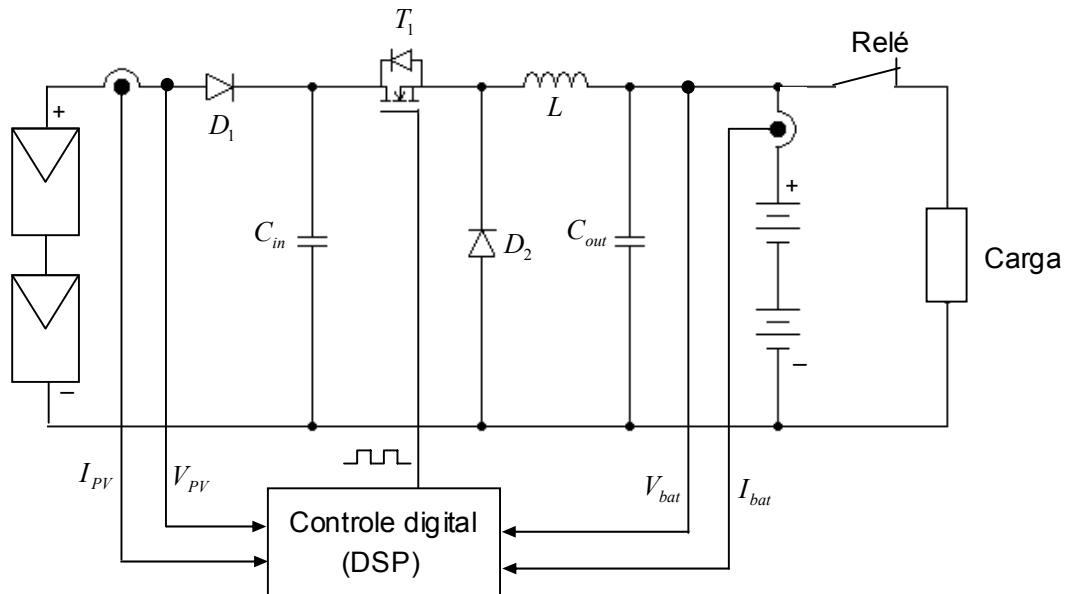 T1
Relé
+
D1
L
+
Cin
D2
Cout
Carga
−
−
IPV
VPV
Vbat
Ibat
Controle digital
(DSP)